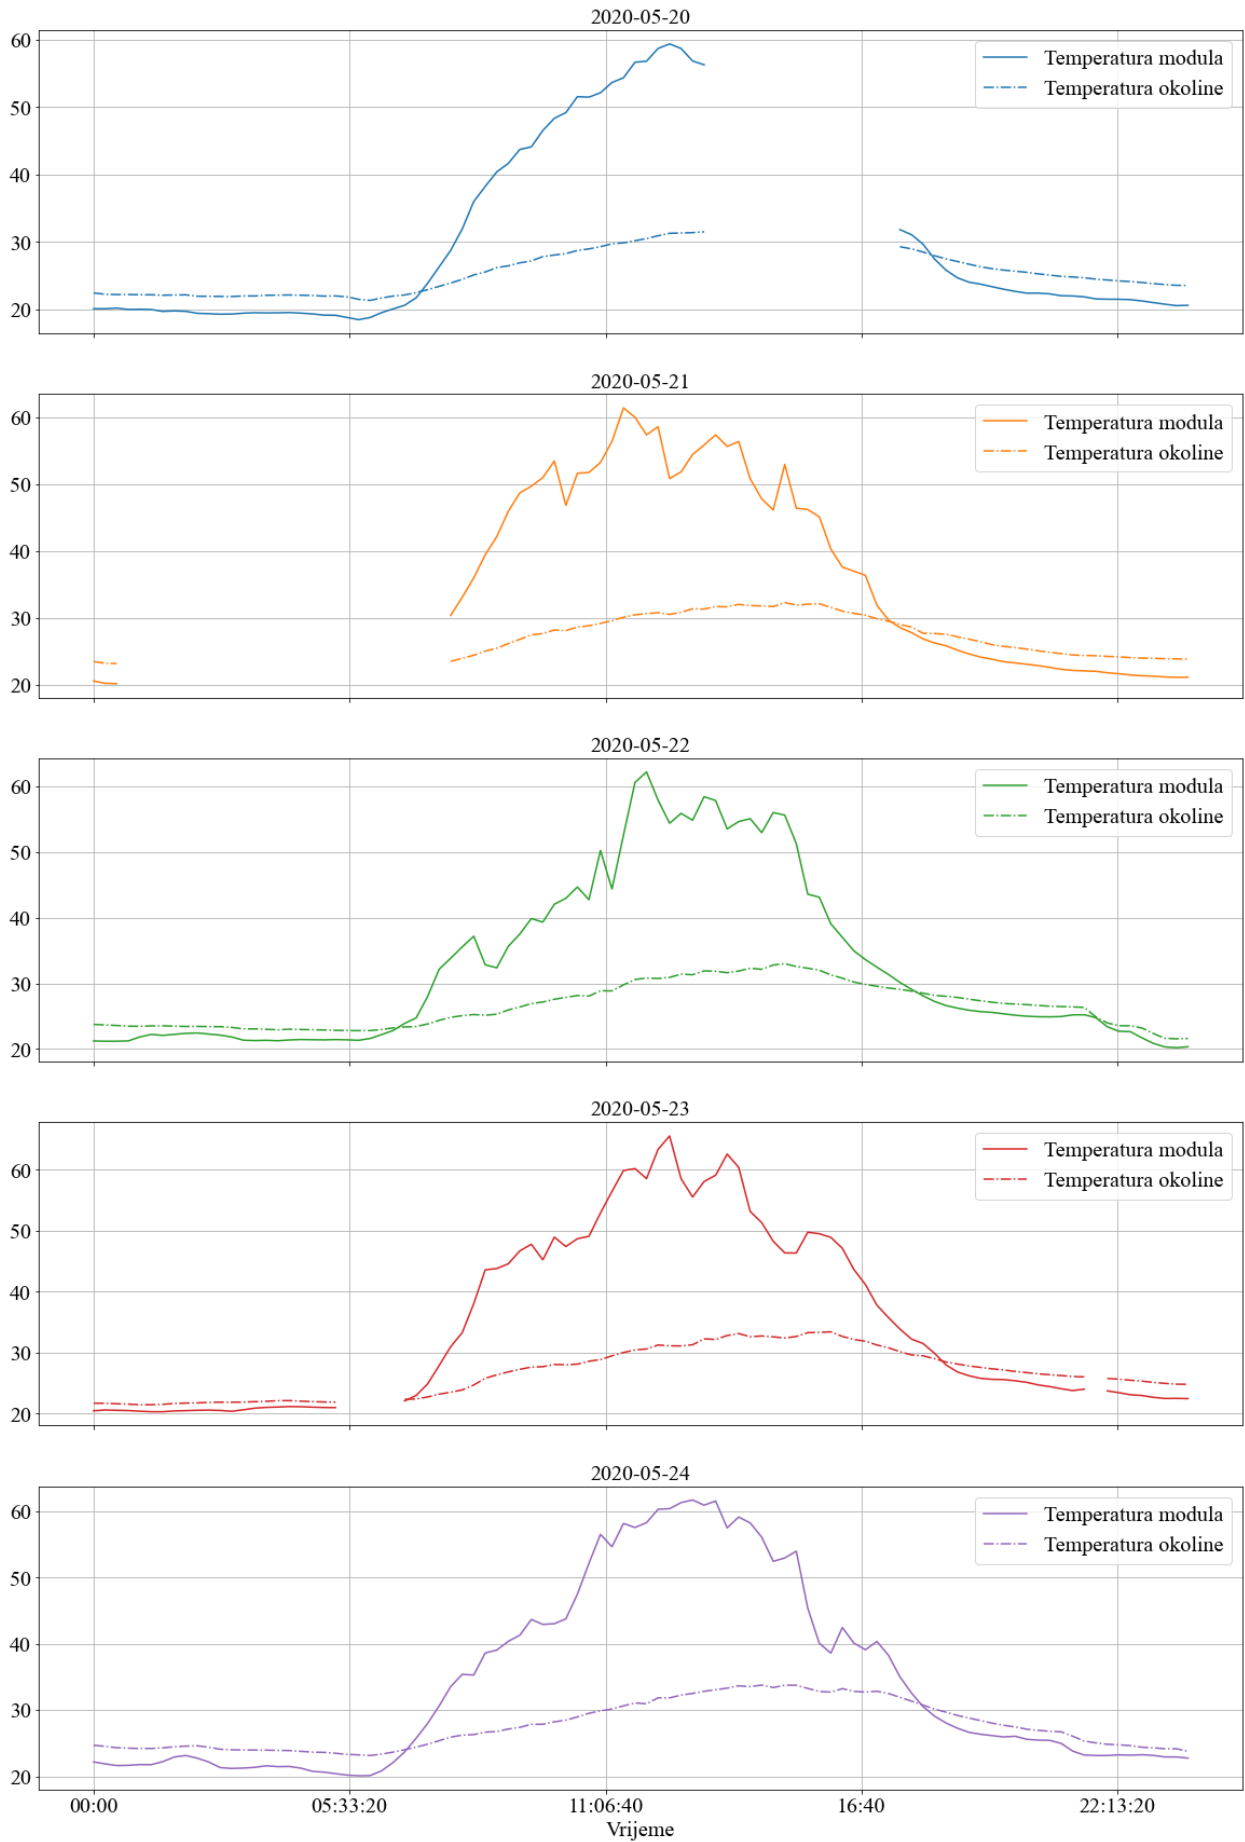 2020-05-20
60
50
40
30
20
Temperatura modula
Temperatura okoline
2020-05-21
60
50
40
30
20
Temperatura modula
Temperatura okoline
2020-05-22
60
50
40
30
20
Temperatura modula
Temperatura okoline
2020-05-23
60
50
40
30
20
Temperatura modula
Temperatura okoline
2020-05-24
60
50
40
30
20
Temperatura modula
Temperatura okoline
00:00 05:33:20 11:06:40 16:40 22:13:20
Vrijeme